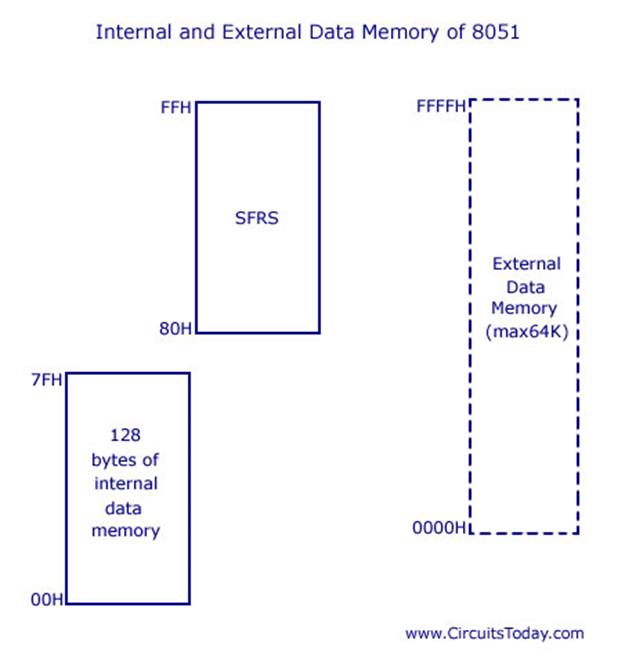 Internal and External Data Memory of 8051
FFH
SFRS
80H
7FH
128
bytes of
internal
data
memory
00H
FFFFH
External
Data
Memory
(max64K)
0000H
www.CircuitsToday.com